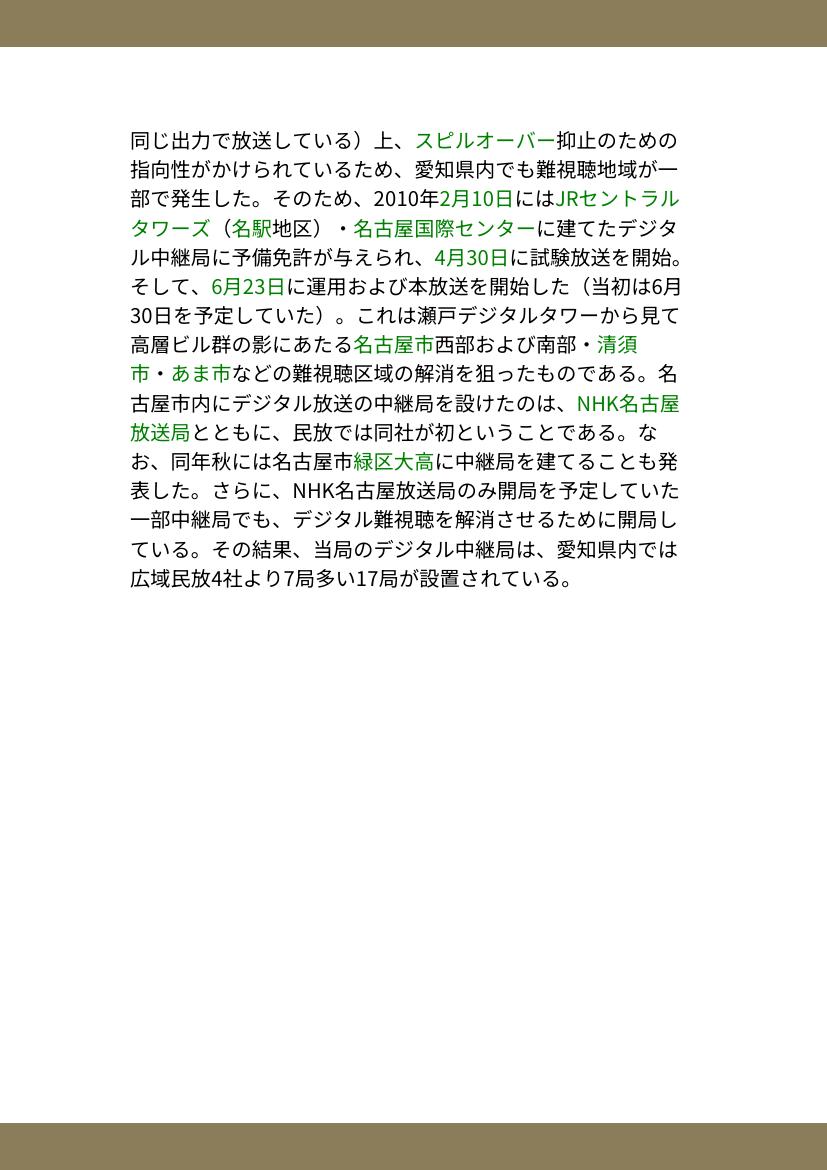 同じ出力で放送している）上、スピルオーバー抑止のための
指向性がかけられているため、愛知県内でも難視聴地域が一
部で発生した。そのため、2010年2月10日にはJRセントラル
タワーズ（名駅地区）・名古屋国際センターに建てたデジタ
ル中継局に予備免許が与えられ、4月30日に試験放送を開始。
そして、6月23日に運用および本放送を開始した（当初は6月
30日を予定していた）。これは瀬戸デジタルタワーから見て
高層ビル群の影にあたる名古屋市西部および南部・清須
市・あま市などの難視聴区域の解消を狙ったものである。名
古屋市内にデジタル放送の中継局を設けたのは、NHK名古屋
放送局とともに、民放では同社が初ということである。な
お、同年秋には名古屋市緑区大高に中継局を建てることも発
表した。さらに、NHK名古屋放送局のみ開局を予定していた
一部中継局でも、デジタル難視聴を解消させるために開局し
ている。その結果、当局のデジタル中継局は、愛知県内では
広域民放4社より7局多い17局が設置されている。